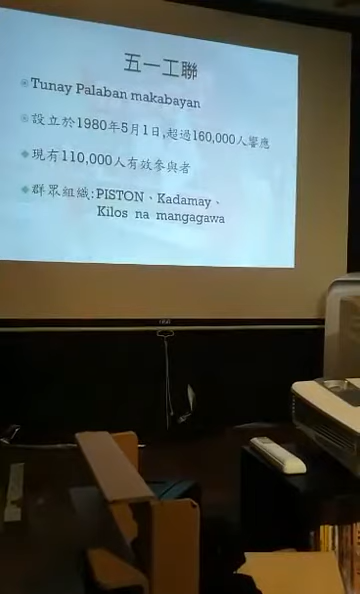 五一工聯
Tunay Palaban makabayan
設立於1980年5月1日,超過160,000人響應
現有110,000人有效參與者
群眾組織:PISTON、Kadamay、
Kilos na mangagawa